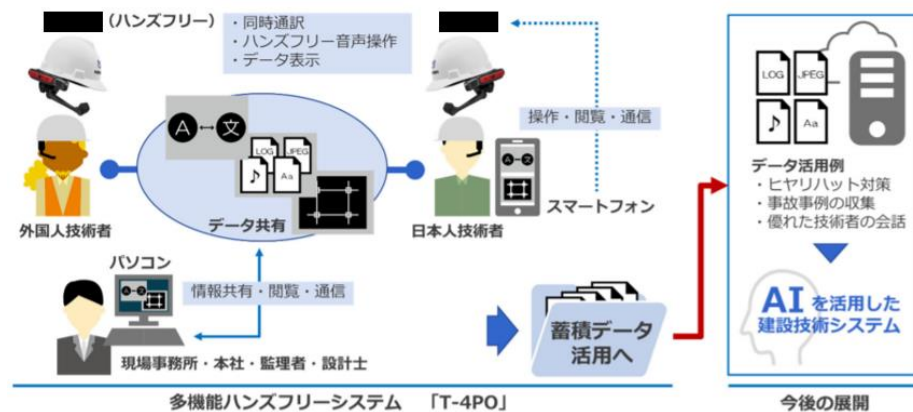 （ハンズフリー）
・同時通訳
・ハンズフリー音声操作
・データ表示
操作・閲覧・通信
A↔文
LOG
JPEG
♪
Aa
データ共有
外国人技術者
日本人技術者
A↔文
スマートフォン
パソコン
A↔文
情報共有・閲覧・通信
現場事務所・本社・監理者・設計士
蓄積データ
活用へ
多機能ハンズフリーシステム 「T-4PO」
LOG
JPEG
♪
Aa
データ活用例
・ヒヤリハット対策
・事故事例の収集
・優れた技術者の会話
AIを活用した
建設技術システム
今後の展開